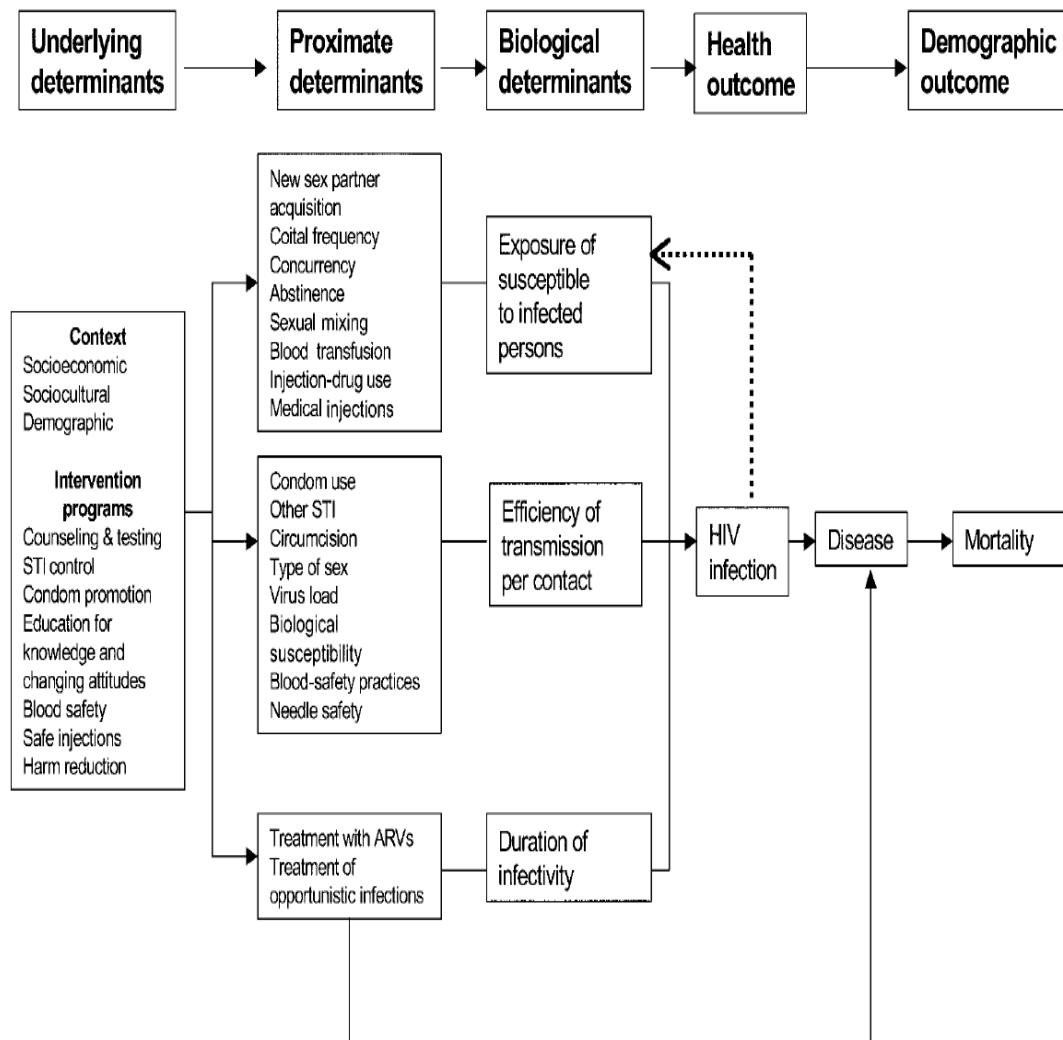 Underlying
determinants
Proximate
determinants
Biological
determinants
Health
outcome
Demographic
outcome
Context
Socioeconomic
Sociocultural
Demographic
Intervention
programs
Counseling & testing
STI control
Condom promotion
Education for
knowledge and
changing attitudes
Blood safety
Safe injections
Harm reduction
New sex partner
acquisition
Coital frequency
Concurrency
Abstinence
Sexual mixing
Blood transfusion
Injection-drug use
Medical injections
Condom use
Other STI
Circumcision
Type of sex
Virus load
Biological
susceptibility
Blood-safety practices
Needle safety
Treatment with ARVs
Treatment of
opportunistic infections
Exposure of
susceptible
to infected
persons
Efficiency of
transmission
per contact
Duration of
infectivity
HIV
infection
Disease
Mortality